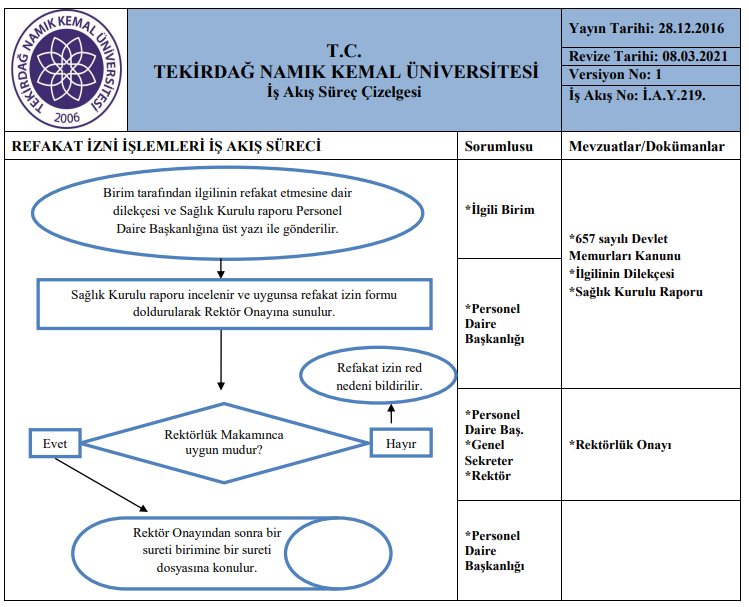 TEKİRDAĞ NAMIK KEMAL ÜNİVERSİTESİ
2006
T.C.
TEKİRDAĞ NAMIK KEMAL ÜNİVERSİTESİ
İş Akış Süreç Çizelgesi
Yayın Tarihi: 28.12.2016
Revize Tarihi: 08.03.2021
Versiyon No: 1
İş Akış No: İ.A.Y.219.
REFAKAT İZNİ İŞLEMLERİ İŞ AKIŞ SÜRECİ
Sorumlusu
Mevzuatlar/Dokümanlar
Birim tarafından ilgilinin refakat etmesine dair
dilekçesi ve Sağlık Kurulu raporu Personel
Daire Başkanlığına üst yazı ile gönderilir.
*İlgili Birim
*657 sayılı Devlet
Memurları Kanunu
*İlgilinin Dilekçesi
*Sağlık Kurulu Raporu
Sağlık Kurulu raporu incelenir ve uygunsa refakat izin formu
doldurularak Rektör Onayına sunulur.
*Personel
Daire
Başkanlığı
Refakat izin red
nedeni bildirilir.
Rektörlük Makamınca
uygun mudur?
Evet
Hayır
*Personel
Daire Baş.
*Genel
Sekreter
*Rektör
*Rektörlük Onayı
Rektör Onayından sonra bir
sureti birimine bir sureti
dosyasına konulur.
*Personel
Daire
Başkanlığı